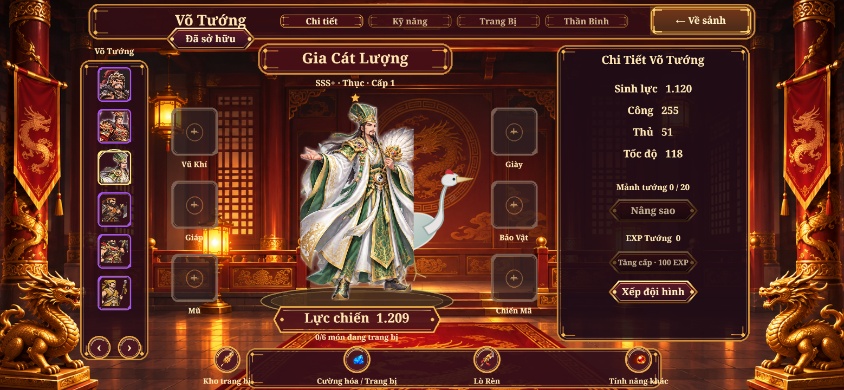 Võ Tướng
Chi tiết
Kỹ năng
Trang Bị
Thần Binh
← Về sảnh
Đã sở hữu
Võ Tướng
Gia Cát Lượng
SSS+ · Thục · Cấp 1
Vũ Khí
Giáp
Mũ
Giày
Bảo Vật
Chiến Mã
Lực chiến 1.209
0/6 món đang trang bị
Chi Tiết Võ Tướng
Sinh lực 1.120
Công 255
Thủ 51
Tốc độ 118
Mảnh tướng 0 / 20
Nâng sao
EXP Tướng 0
Tăng cấp · 100 EXP
Xếp đội hình
‹ ›
Kho trang bị
Cường hóa / Trang bị
Lò Rèn
Tính năng khác